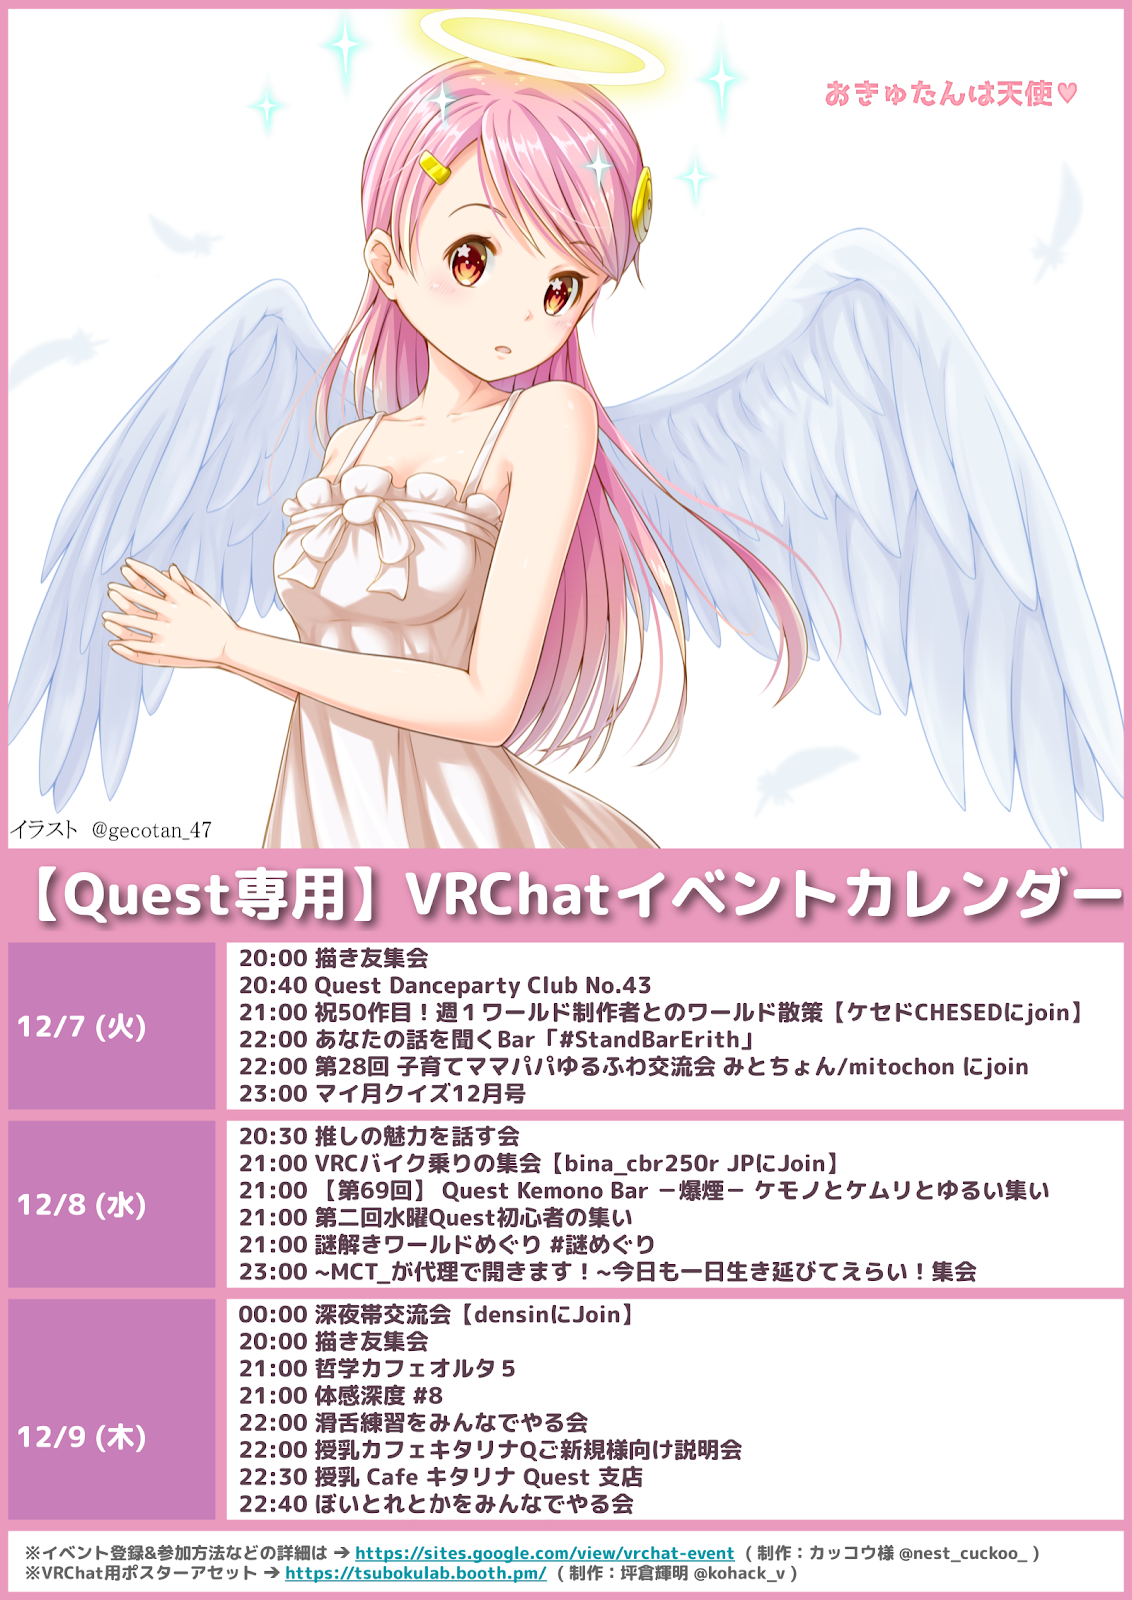 おきゅたんは天使♥
イラスト @gecotan_47
【Quest専用】VRChatイベントカレンダー
12/7 (火)
20:00 描き友集会
20:40 Quest Danceparty Club No.43
21:00 祝50作目！週１ワールド制作者とのワールド散策【ケセドCHESEDにjoin】
22:00 あなたの話を聞くBar「#StandBarErith」
22:00 第28回 子育てママパパゆるふわ交流会 みとちょん/mitochon にjoin
23:00 マイ月クイズ12月号
12/8 (水)
20:30 推しの魅力を話す会
21:00 VRCバイク乗りの集会【bina_cbr250r JPにJoin】
21:00 【第69回】 Quest Kemono Bar －爆煙－ ケモノとケムリとゆるい集い
21:00 第二回水曜Quest初心者の集い
21:00 謎解きワールドめぐり #謎めぐり
23:00 ~MCT_が代理で開きます！~今日も一日生き延びてえらい！集会
12/9 (木)
00:00 深夜帯交流会【densinにJoin】
20:00 描き友集会
21:00 哲学カフェオルタ５
21:00 体感深度 #8
22:00 滑舌練習をみんなでやる会
22:00 授乳カフェキタリナQご新規様向け説明会
22:30 授乳 Cafe キタリナ Quest 支店
22:40 ぼいとれとかをみんなでやる会
※イベント登録&参加方法などの詳細は → https://sites.google.com/view/vrchat-event ( 制作：カッコウ様 @nest_cuckoo_ )
※VRChat用ポスターアセット → https://tsubokulab.booth.pm/ ( 制作：坪倉輝明 @kohack_v )